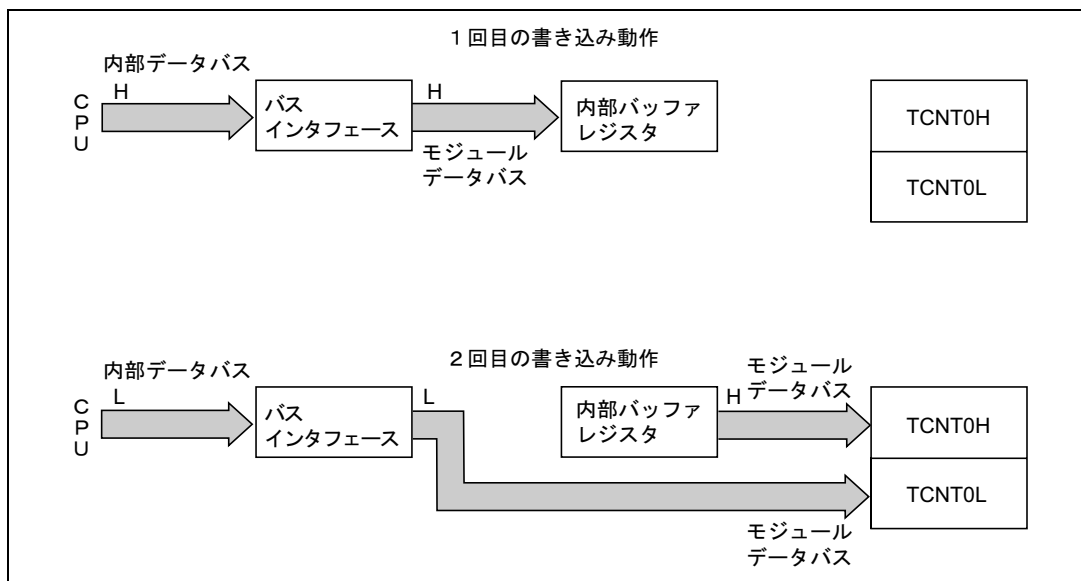 1回目の書き込み動作
内部データバス
CPU
H
バス
インタフェース
H
モジュール
データバス
内部バッファ
レジスタ
TCNT0H
TCNT0L
2回目の書き込み動作
内部データバス
CPU
L
バス
インタフェース
L
内部バッファ
レジスタ
H
モジュール
データバス
TCNT0H
TCNT0L
モジュール
データバス